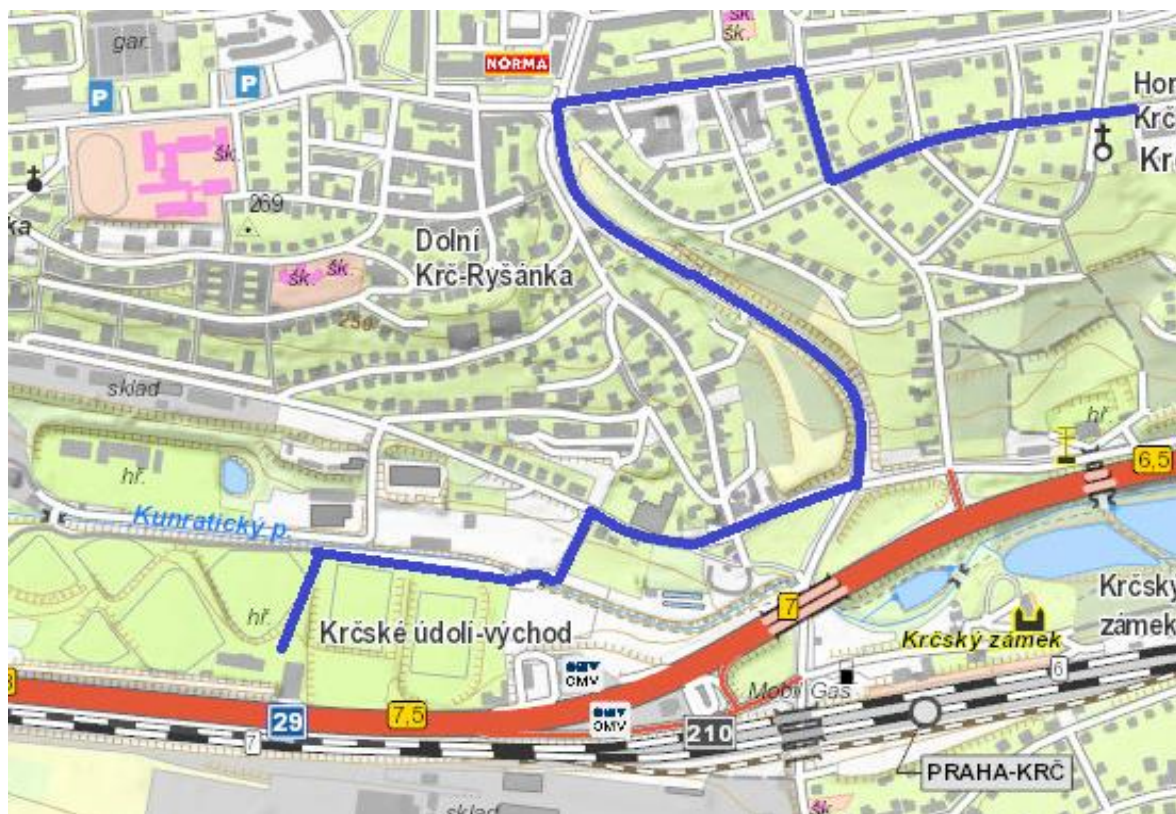 šk.
šk.
gar.
NORMA
P
P
Hor
Krč
Kr
šk.
ka
269
Dolní
Krč-Ryšánka
šk.
šk.
sklad
hř.
hř.
6,5
Kunratický p.
7
hř.
Krčské údolí-východ
Krčský
zámek
Krčský zámek
OMV
OMV
Mobil Gas
6
8
7,5
29
7
210
PRAHA-KRČ
sklad
šk.